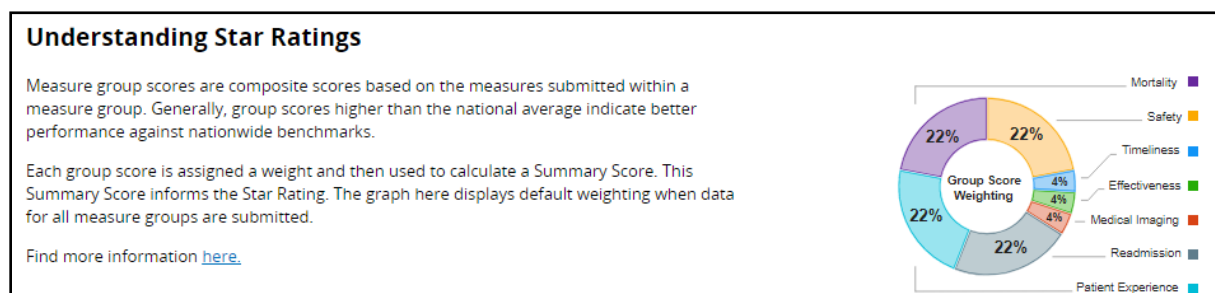 Understanding Star Ratings
Measure group scores are composite scores based on the measures submitted within a
measure group. Generally, group scores higher than the national average indicate better
performance against nationwide benchmarks.
Each group score is assigned a weight and then used to calculate a Summary Score. This
Summary Score informs the Star Rating. The graph here displays default weighting when data
for all measure groups are submitted.
Find more information here.
Mortality
Safety
Timeliness
Effectiveness
Medical Imaging
Readmission
Patient Experience
22%
22%
4%
4%
4%
22%
22%
Group Score
Weighting